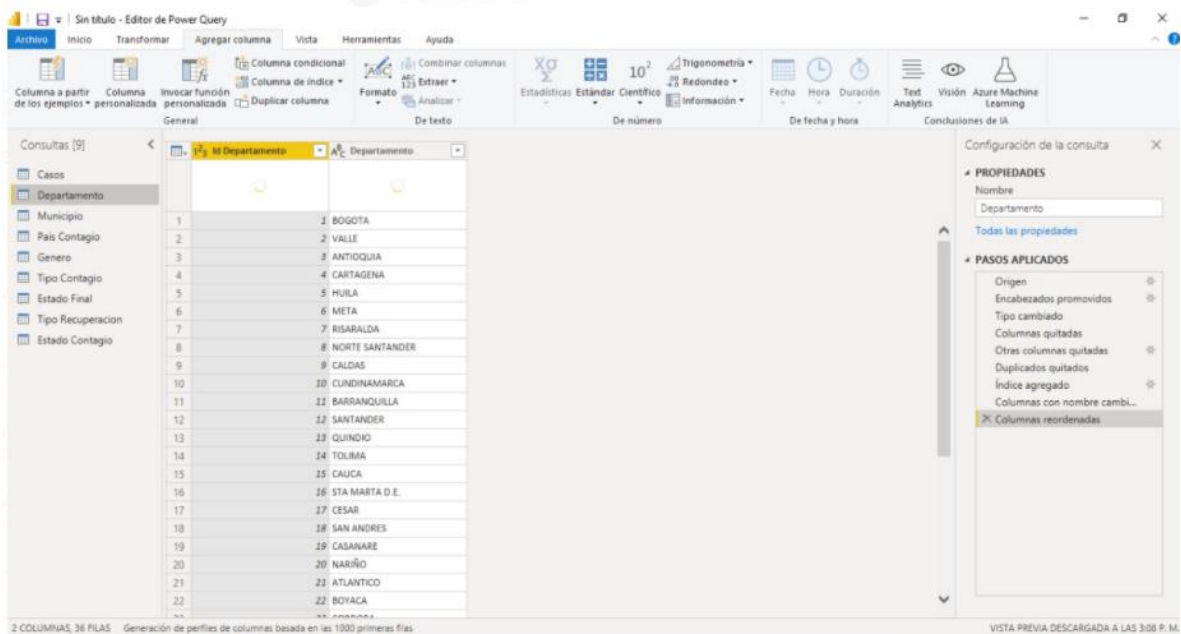 Sin título - Editor de Power Query
Archivo Inicio Transformar Agregar columna Vista Herramientas Ayuda
Columna a partir de los ejemplos
Columna personalizada
Invocar función personalizada
Columna condicional
Columna de índice
Duplicar columna
General
Formato
Combinar columnas
Extraer
Analizar
De texto
Estadísticas
Estándar
Científico
Trigonometría
Redondeo
Información
De número
Fecha
Hora
Duración
De fecha y hora
Text Analytics
Visión
Azure Machine Learning
Conclusiones de IA
Consultas [9]
Casos
Departamento
Municipio
Pais Contagio
Genero
Tipo Contagio
Estado Final
Tipo Recuperacion
Estado Contagio
Id Departamento Departamento
1 1 BOGOTA
2 2 VALLE
3 3 ANTIOQUIA
4 4 CARTAGENA
5 5 HUILA
6 6 META
7 7 RISARALDA
8 8 NORTE SANTANDER
9 9 CALDAS
10 10 CUNDINAMARCA
11 11 BARRANQUILLA
12 12 SANTANDER
13 13 QUINDIO
14 14 TOLIMA
15 15 CAUCA
16 16 STA MARTA D.E.
17 17 CESAR
18 18 SAN ANDRES
19 19 CASANARE
20 20 NARIÑO
21 21 ATLANTICO
22 22 BOYACA
Configuración de la consulta
PROPIEDADES
Nombre
Departamento
Todas las propiedades
PASOS APLICADOS
Origen
Encabezados promovidos
Tipo cambiado
Columnas quitadas
Otras columnas quitadas
Duplicados quitados
Índice agregado
Columnas con nombre cambi...
Columnas reordenadas
2 COLUMNAS, 36 FILAS Generación de perfiles de columnas basada en las 1000 primeras filas
VISTA PREVIA DESCARGADA A LAS 3:08 P. M.